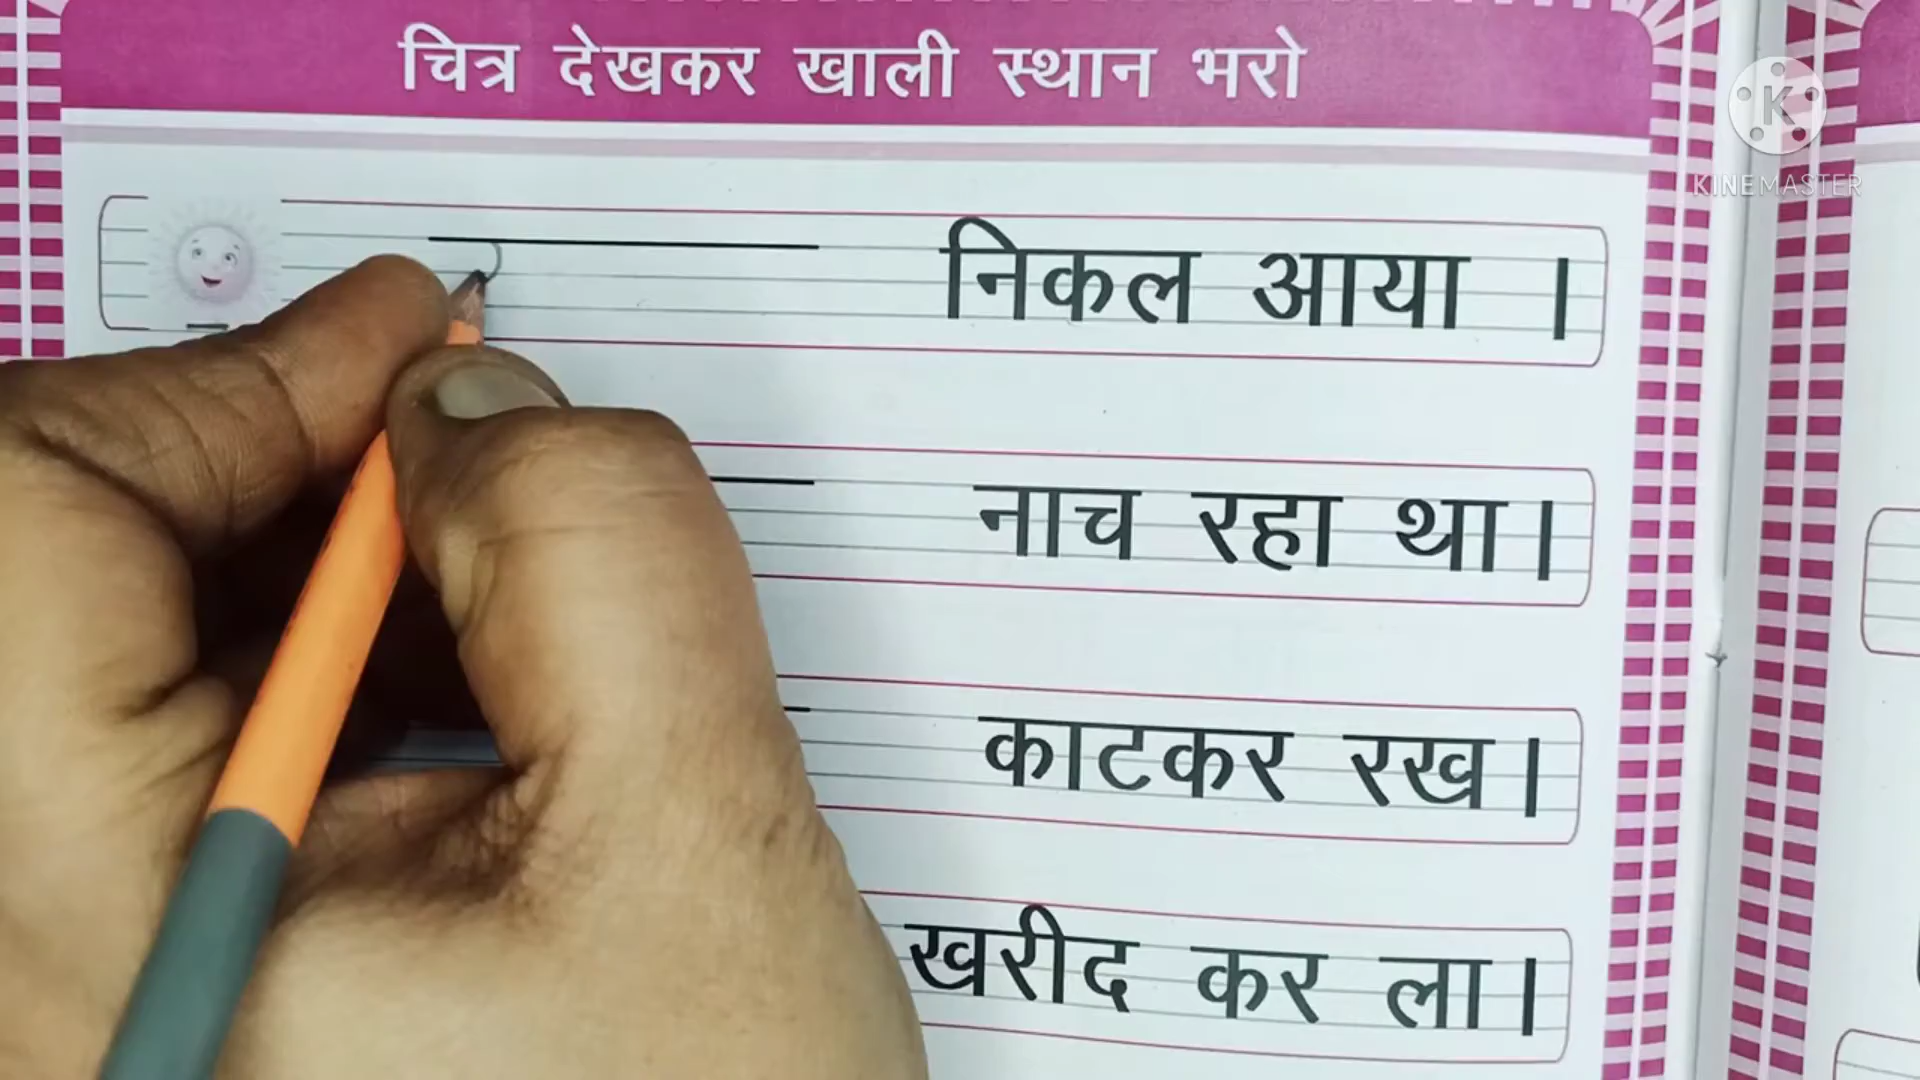 चित्र देखकर खाली स्थान भरो
K
KINEMASTER
निकल आया ।
नाच रहा था।
काटकर रख।
खरीद कर ला।